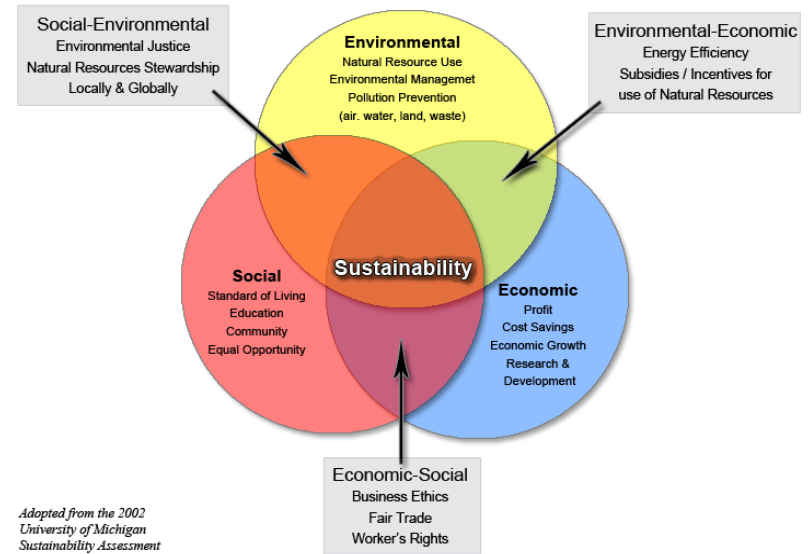 Social-Environmental
Environmental Justice
Natural Resources Stewardship
Locally & Globally
Environmental
Natural Resource Use
Environmental Managemet
Pollution Prevention
(air. water, land, waste)
Environmental-Economic
Energy Efficiency
Subsidies / Incentives for
use of Natural Resources
Sustainability
Social
Standard of Living
Education
Community
Equal Opportunity
Economic
Profit
Cost Savings
Economic Growth
Research &
Development
Economic-Social
Business Ethics
Fair Trade
Worker's Rights
Adopted from the 2002
University of Michigan
Sustainability Assessment